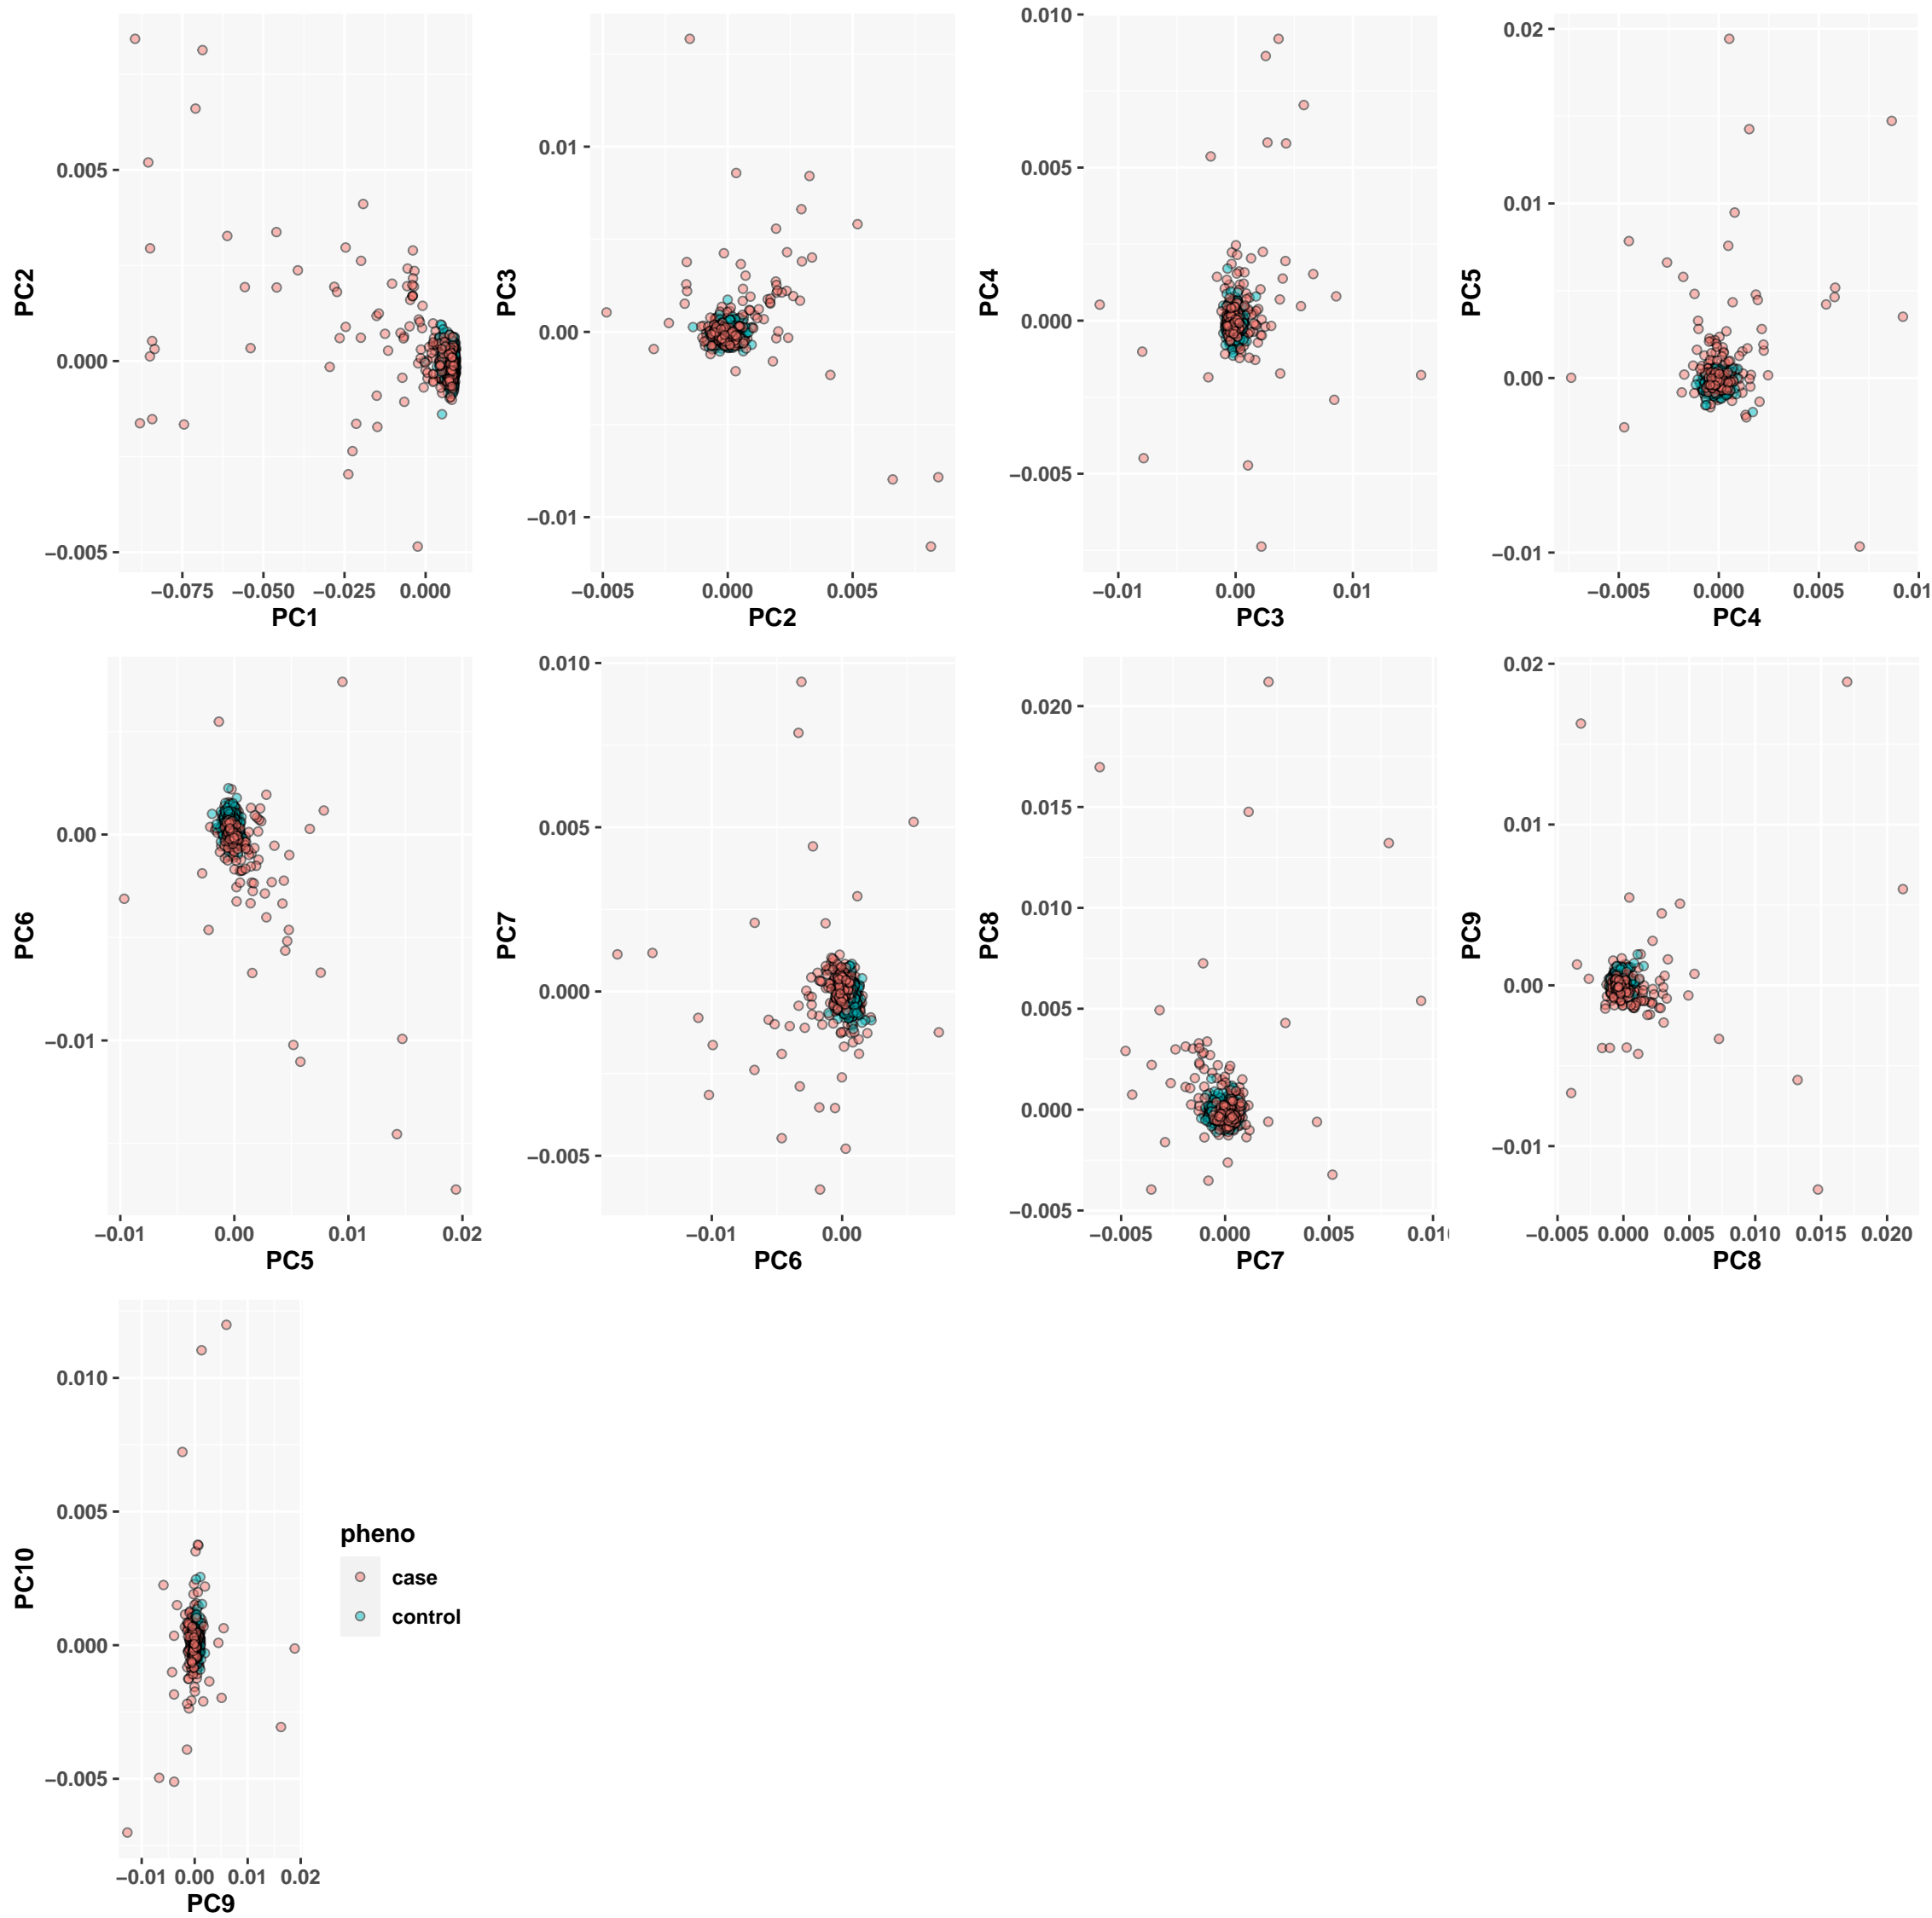 0.005
0.000
−0.005
PC2
−0.075 −0.050 −0.025 0.000
PC1
0.01
0.00
−0.01
PC3
−0.005 0.000 0.005
PC2
0.010
0.005
0.000
−0.005
PC4
−0.01 0.00 0.01
PC3
0.02
0.01
0.00
−0.01
PC5
−0.005 0.000 0.005 0.01
PC4
0.00
−0.01
PC6
−0.01 0.00 0.01 0.02
PC5
0.010
0.005
0.000
−0.005
PC7
−0.01 0.00
PC6
0.020
0.015
0.010
0.005
0.000
−0.005
PC8
−0.005 0.000 0.005 0.01
PC7
0.02
0.01
0.00
−0.01
PC9
−0.005 0.000 0.005 0.010 0.015 0.020
PC8
0.010
0.005
0.000
−0.005
PC10
−0.01 0.00 0.01 0.02
PC9
pheno
case
control